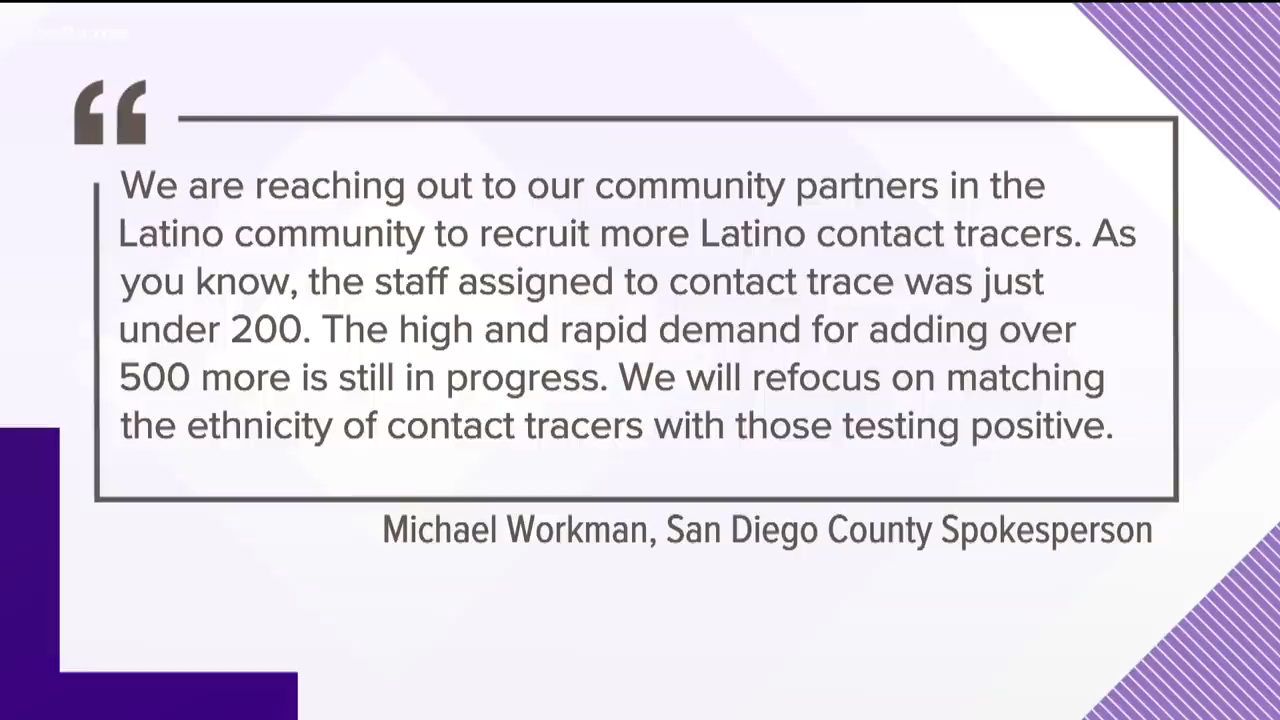 “
We are reaching out to our community partners in the
Latino community to recruit more Latino contact tracers. As
you know, the staff assigned to contact trace was just
under 200. The high and rapid demand for adding over
500 more is still in progress. We will refocus on matching
the ethnicity of contact tracers with those testing positive.
Michael Workman, San Diego County Spokesperson